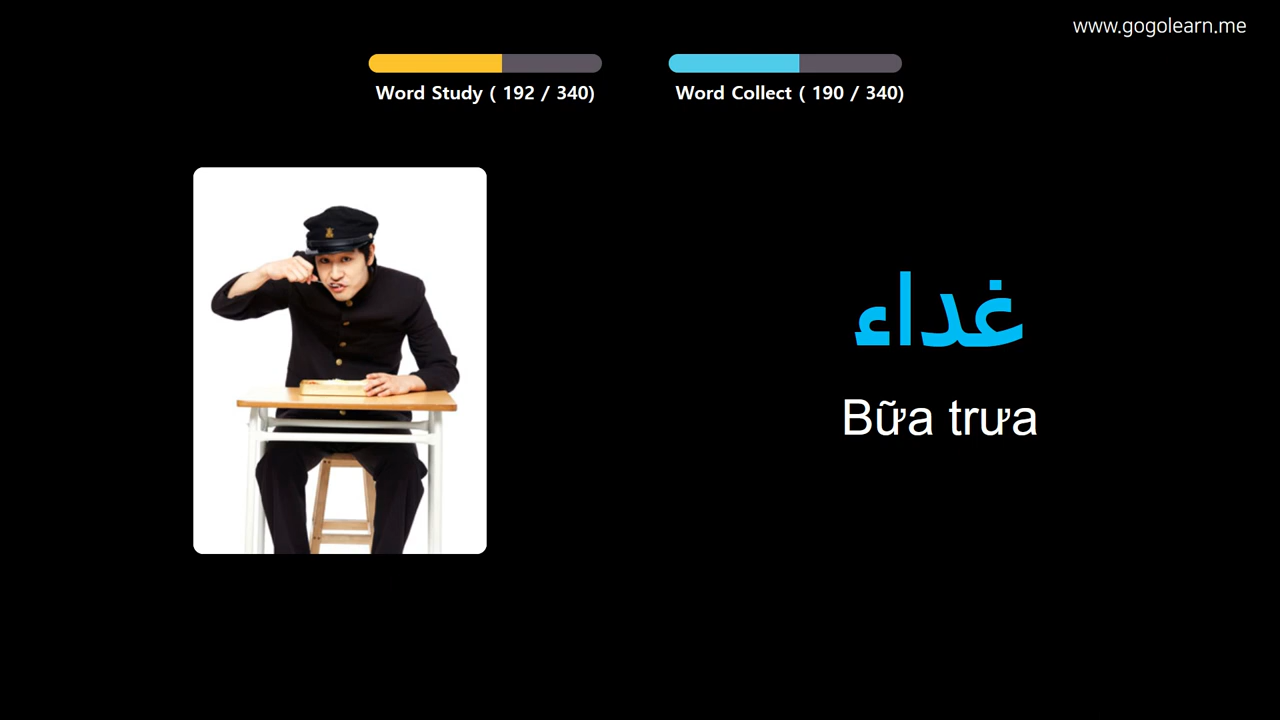 www.gogolearn.me
Word Study ( 192 / 340)
Word Collect ( 190 / 340)
غداء
Bữa trưa